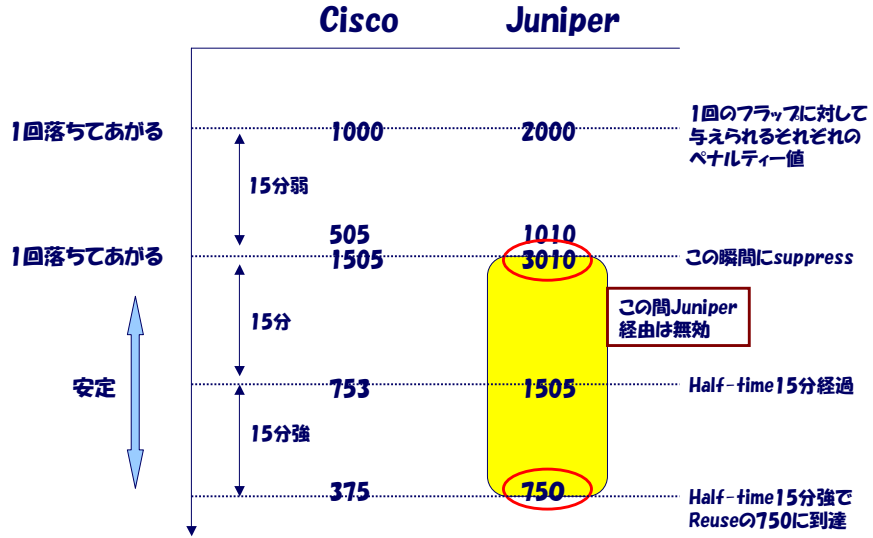 Cisco Juniper
1回落ちてあがる 1000 2000 1回のフラップに対して
与えられるそれぞれの
ペナルティー値
15分弱
505 1010
1回落ちてあがる 1505 3010 この瞬間にsuppress
この間Juniper
経由は無効
15分
安定 753 1505 Half-time15分経過
15分強
375 750 Half-time15分強で
Reuseの750に到達